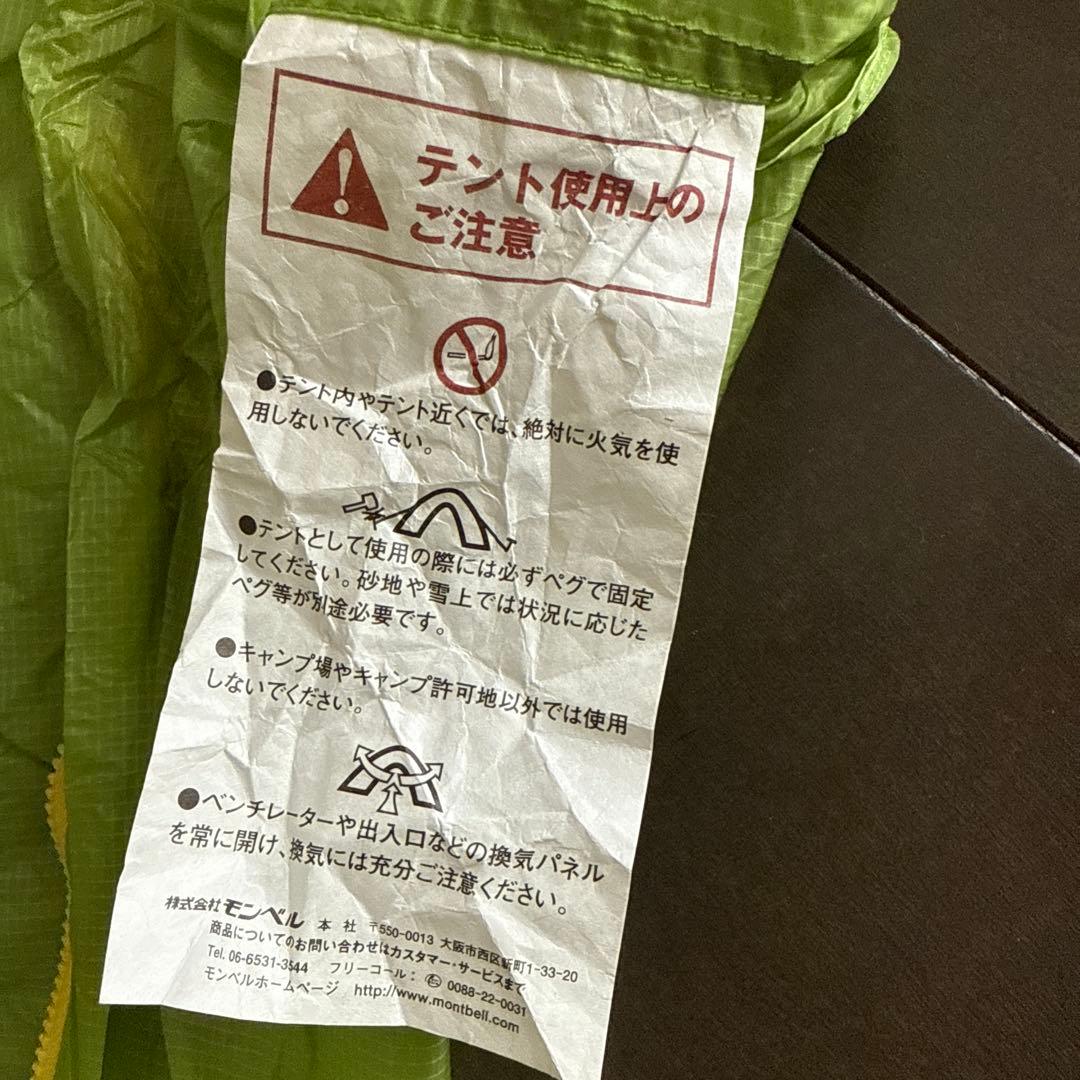 テント使用上の
ご注意
●テント内やテント近くでは、絶対に火気を使
用しないでください。
●テントとして使用の際には必ずペグで固定
してください。砂地や雪上では状況に応じた
ペグ等が別途必要です。
●キャンプ場やキャンプ許可地以外では使用
しないでください。
●ベンチレーターや出入口などの換気パネル
を常に開け、換気には充分ご注意ください。
株式会社モンベル 本社 〒550-0013 大阪市西区新町1-33-20
商品についてのお問い合わせはカスタマー・サービスまで
Tel. 06-6531-3544 フリーコール： 0088-22-0031
モンベルホームページ http://www.montbell.com